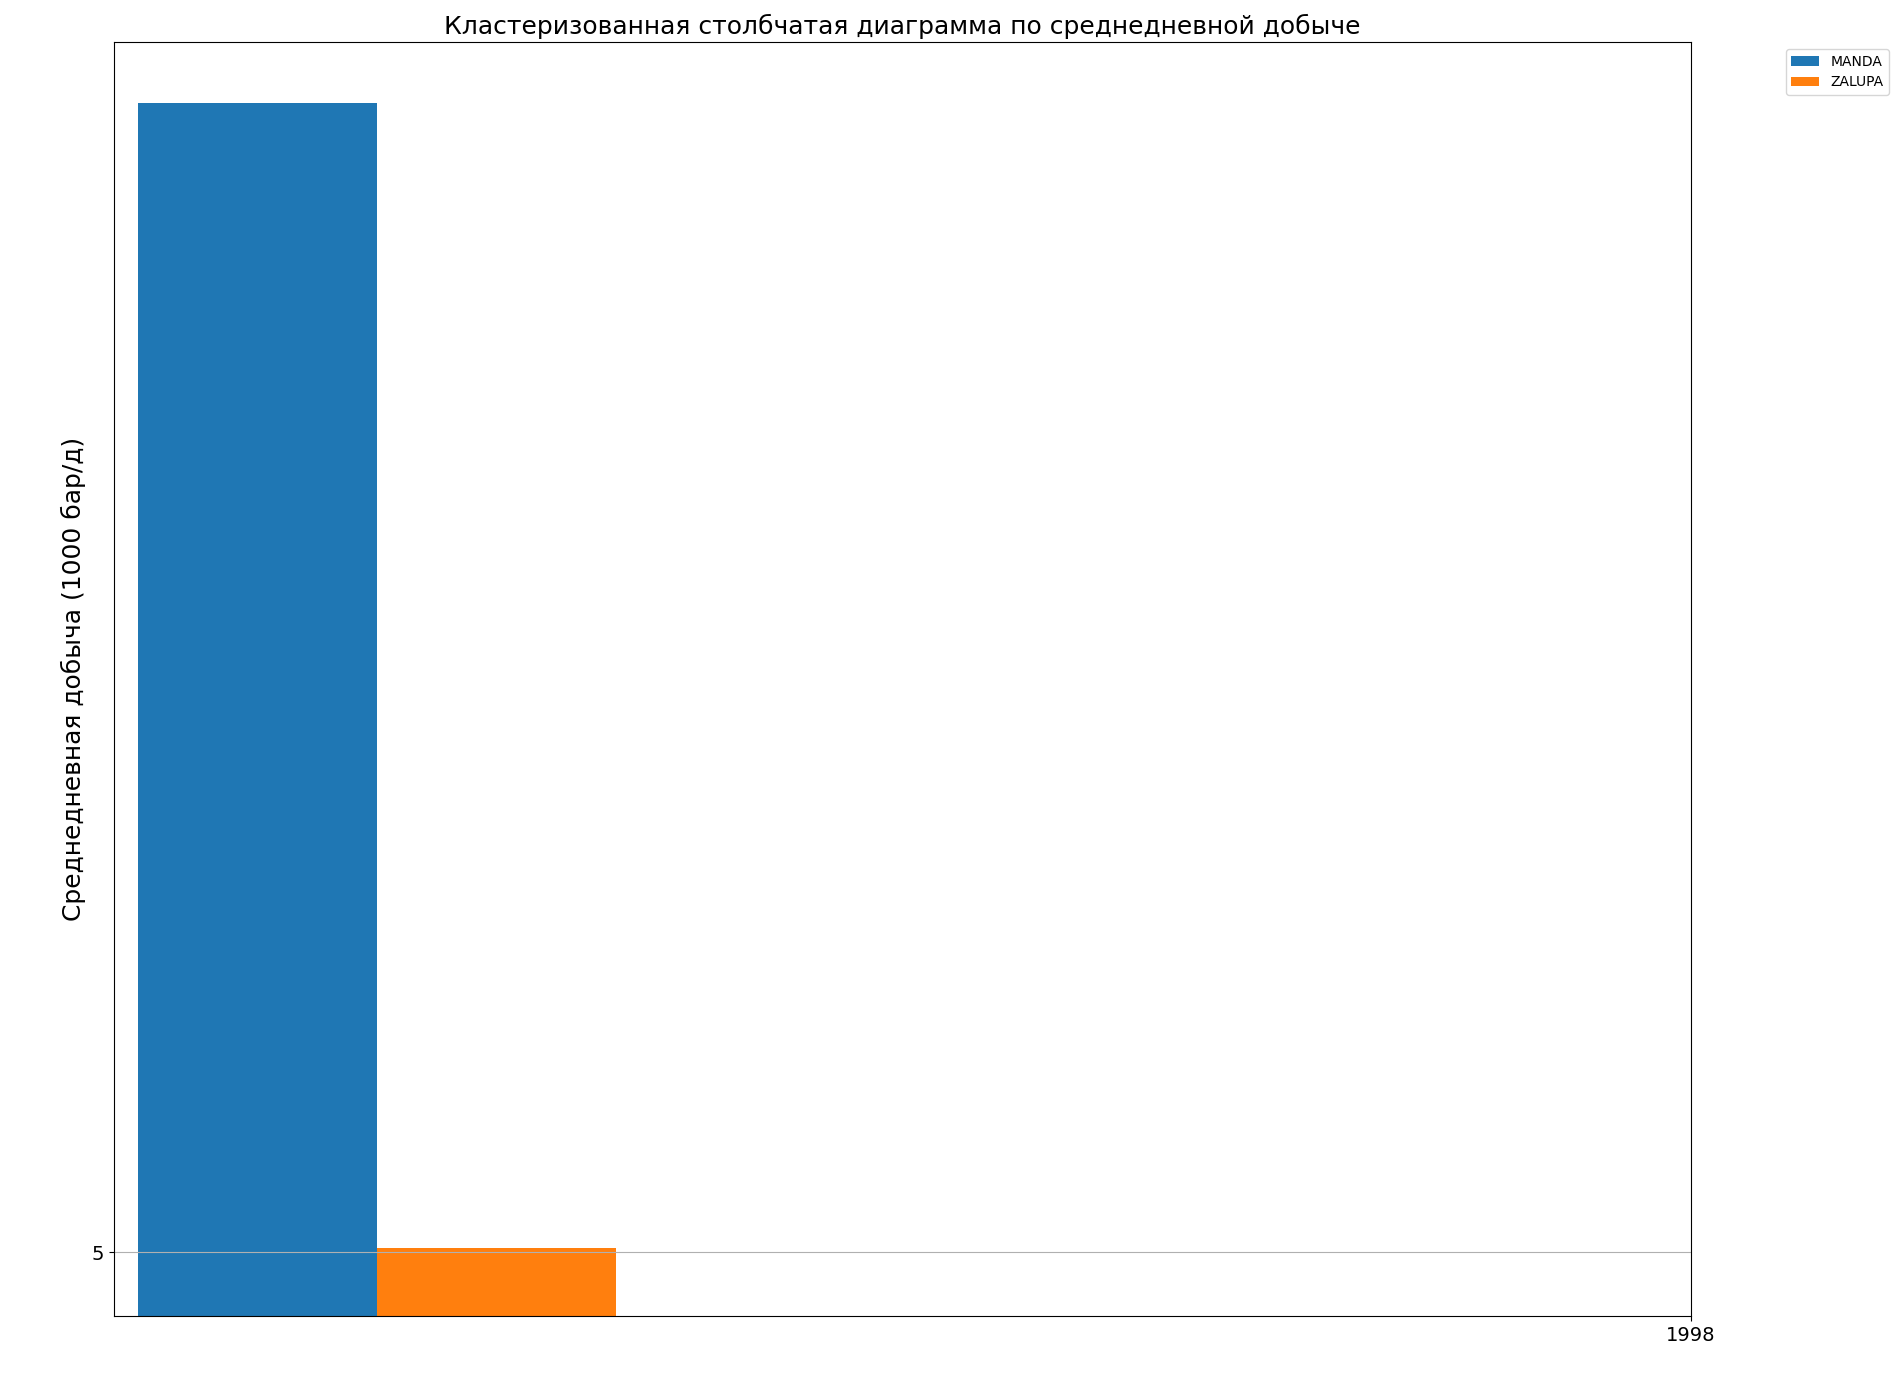 Кластеризованная столбчатая диаграмма по среднедневной добыче
MANDA
ZALUPA
Среднедневная добыча (1000 бар/д)
5
1998